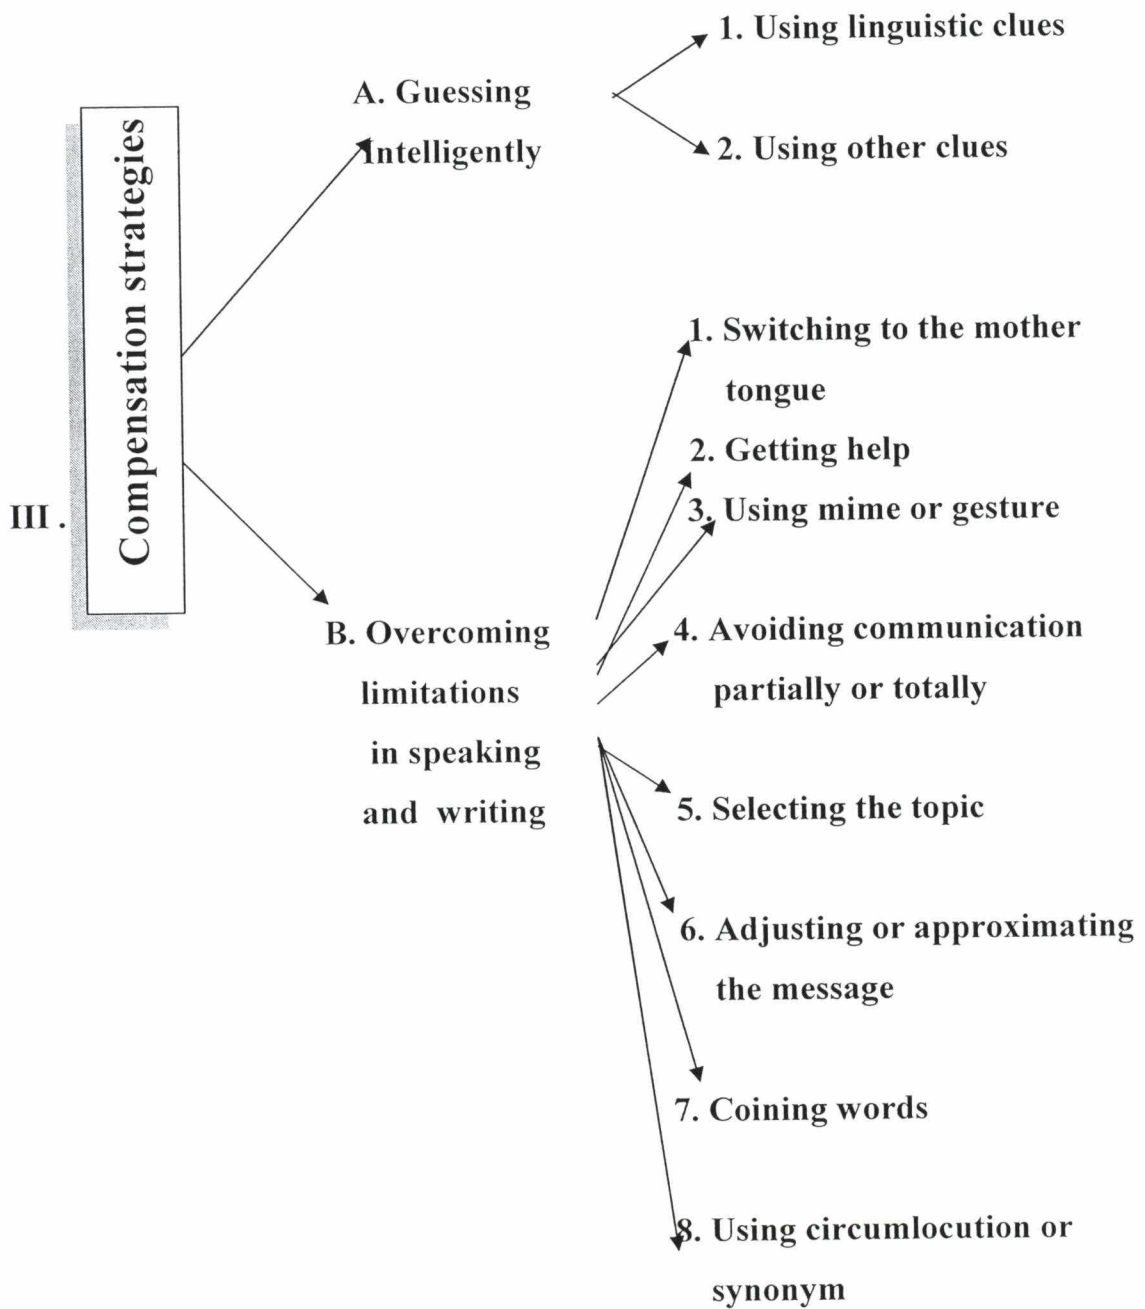 III .
Compensation strategies
A. Guessing
Intelligently
1. Using linguistic clues
2. Using other clues
B. Overcoming
limitations
in speaking
and writing
1. Switching to the mother
tongue
2. Getting help
3. Using mime or gesture
4. Avoiding communication
partially or totally
5. Selecting the topic
6. Adjusting or approximating
the message
7. Coining words
8. Using circumlocution or
synonym